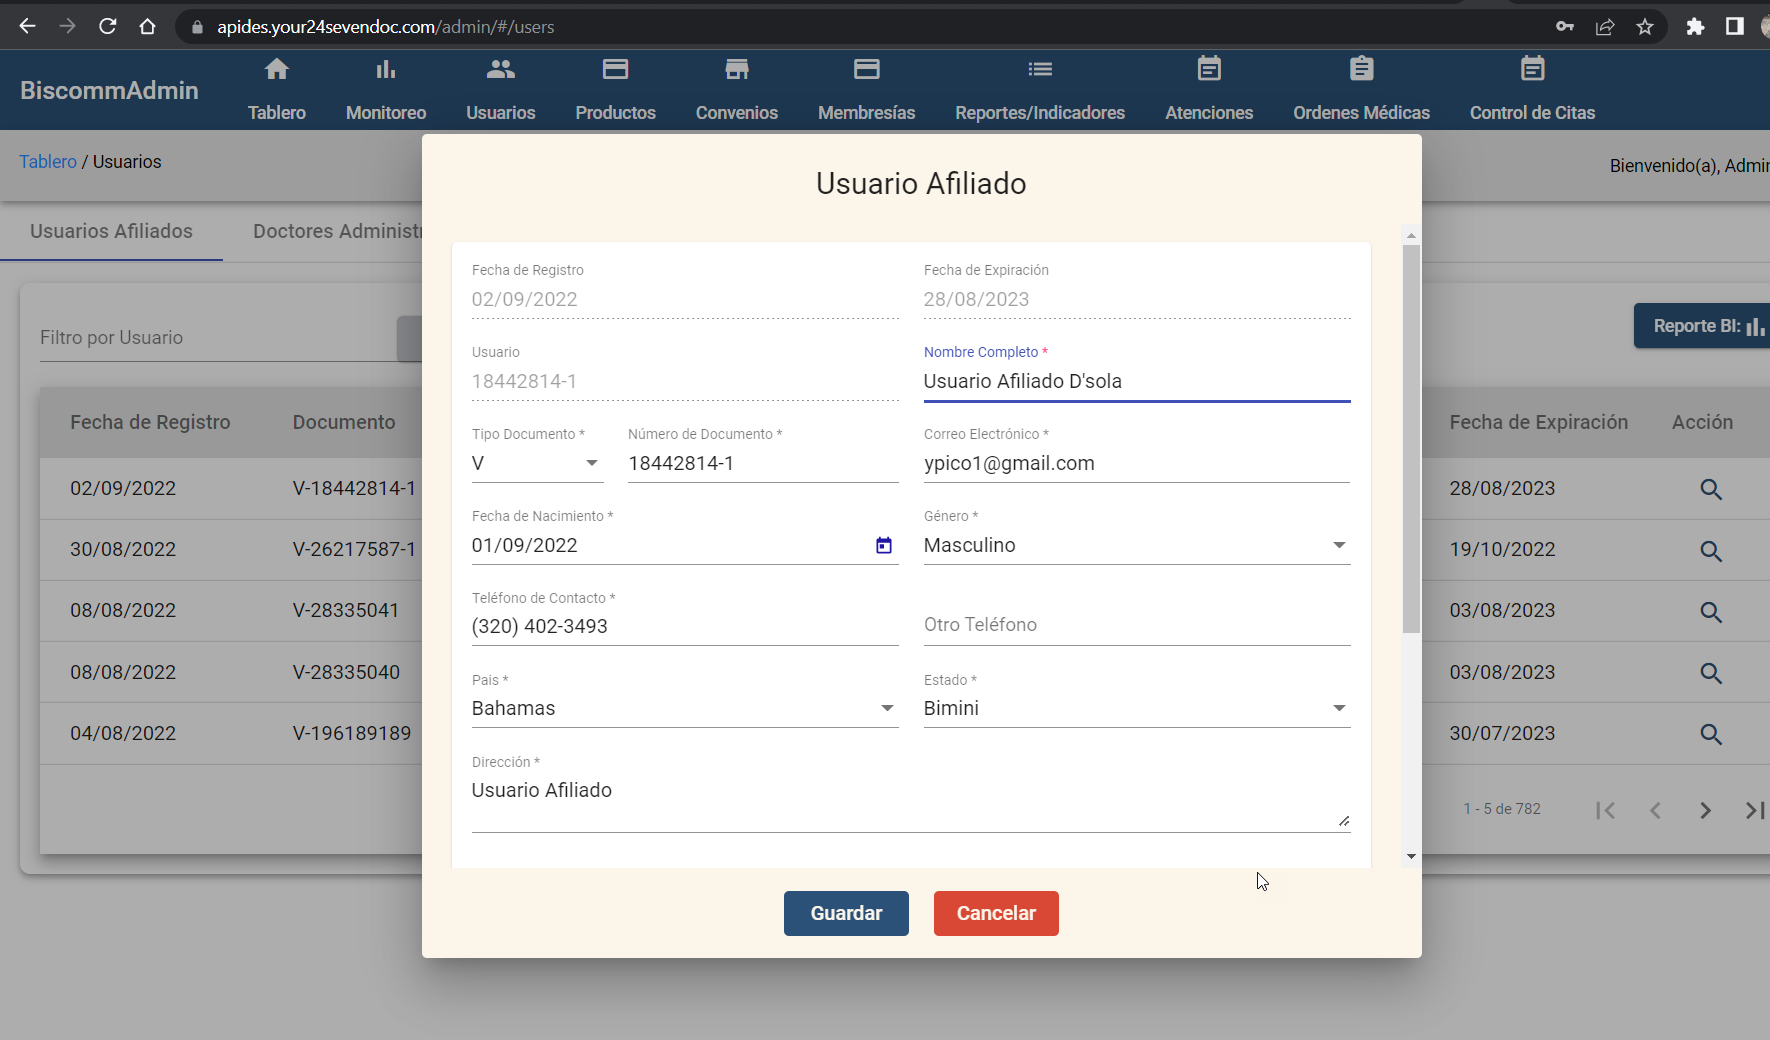 apides.your24sevendoc.com/admin/#/users
BiscommAdmin
Tablero
Monitoreo
Usuarios
Productos
Convenios
Membresías
Reportes/Indicadores
Atenciones
Ordenes Médicas
Control de Citas
Tablero / Usuarios
Bienvenido(a), Admin
Usuarios Afiliados
Doctores Administr
Filtro por Usuario
Reporte BI:
Fecha de Registro
Documento
Fecha de Expiración
Acción
02/09/2022
V-18442814-1
28/08/2023
30/08/2022
V-26217587-1
19/10/2022
08/08/2022
V-28335041
03/08/2023
08/08/2022
V-28335040
03/08/2023
04/08/2022
V-196189189
30/07/2023
1 - 5 de 782
Usuario Afiliado
Fecha de Registro
02/09/2022
Fecha de Expiración
28/08/2023
Usuario
18442814-1
Nombre Completo *
Usuario Afiliado D'sola
Tipo Documento *
V
Número de Documento *
18442814-1
Correo Electrónico *
ypico1@gmail.com
Fecha de Nacimiento *
01/09/2022
Género *
Masculino
Teléfono de Contacto *
(320) 402-3493
Otro Teléfono
Pais *
Bahamas
Estado *
Bimini
Dirección *
Usuario Afiliado
Guardar
Cancelar